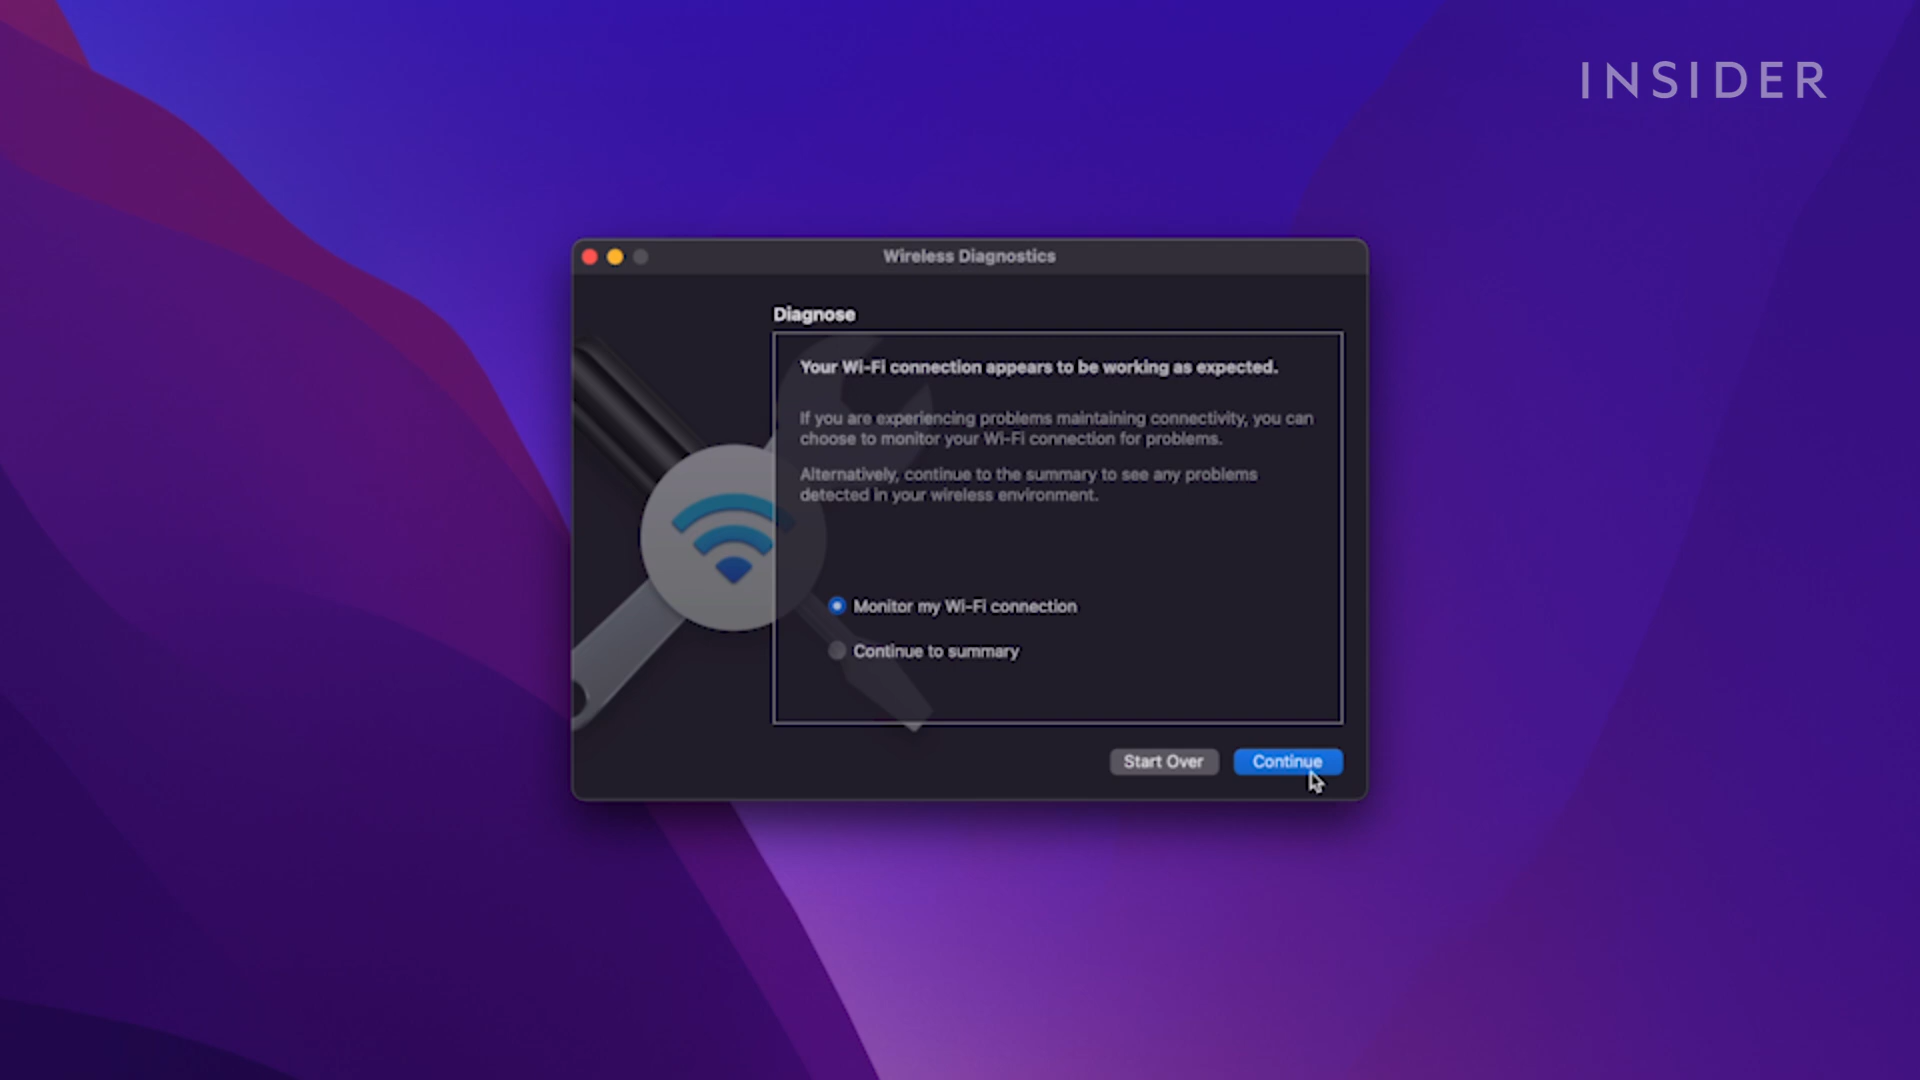 INSIDER
Wireless Diagnostics
Diagnose
Your Wi-Fi connection appears to be working as expected.
If you are experiencing problems maintaining connectivity, you can
choose to monitor your Wi-Fi connection for problems.
Alternatively, continue to the summary to see any problems
detected in your wireless environment.
Monitor my Wi-Fi connection
Continue to summary
Start Over
Continue